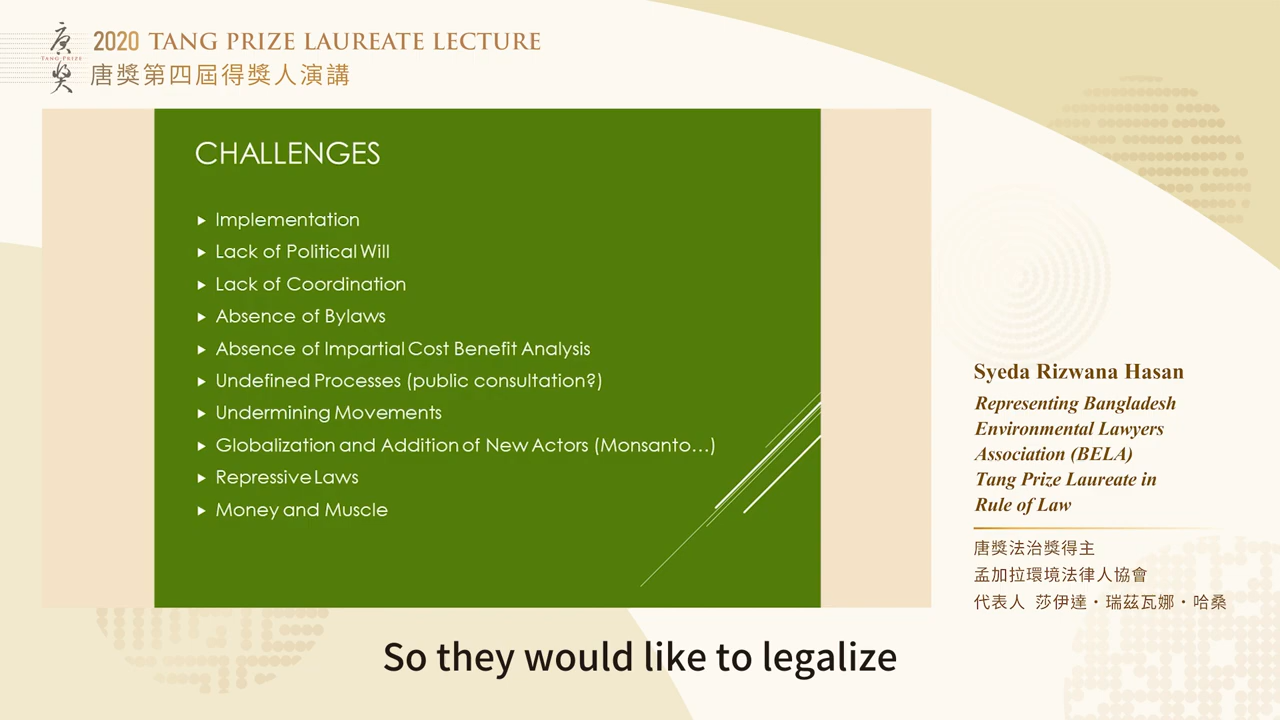 唐獎
TANG PRIZE
2020 TANG PRIZE LAUREATE LECTURE
唐獎第四屆得獎人演講
CHALLENGES
Implementation
Lack of Political Will
Lack of Coordination
Absence of Bylaws
Absence of Impartial Cost Benefit Analysis
Undefined Processes (public consultation?)
Undermining Movements
Globalization and Addition of New Actors (Monsanto...)
Repressive Laws
Money and Muscle
Syeda Rizwana Hasan
Representing Bangladesh
Environmental Lawyers
Association (BELA)
Tang Prize Laureate in
Rule of Law
唐獎法治獎得主
孟加拉環境法律人協會
代表人 莎伊達・瑞茲瓦娜・哈桑
So they would like to legalize